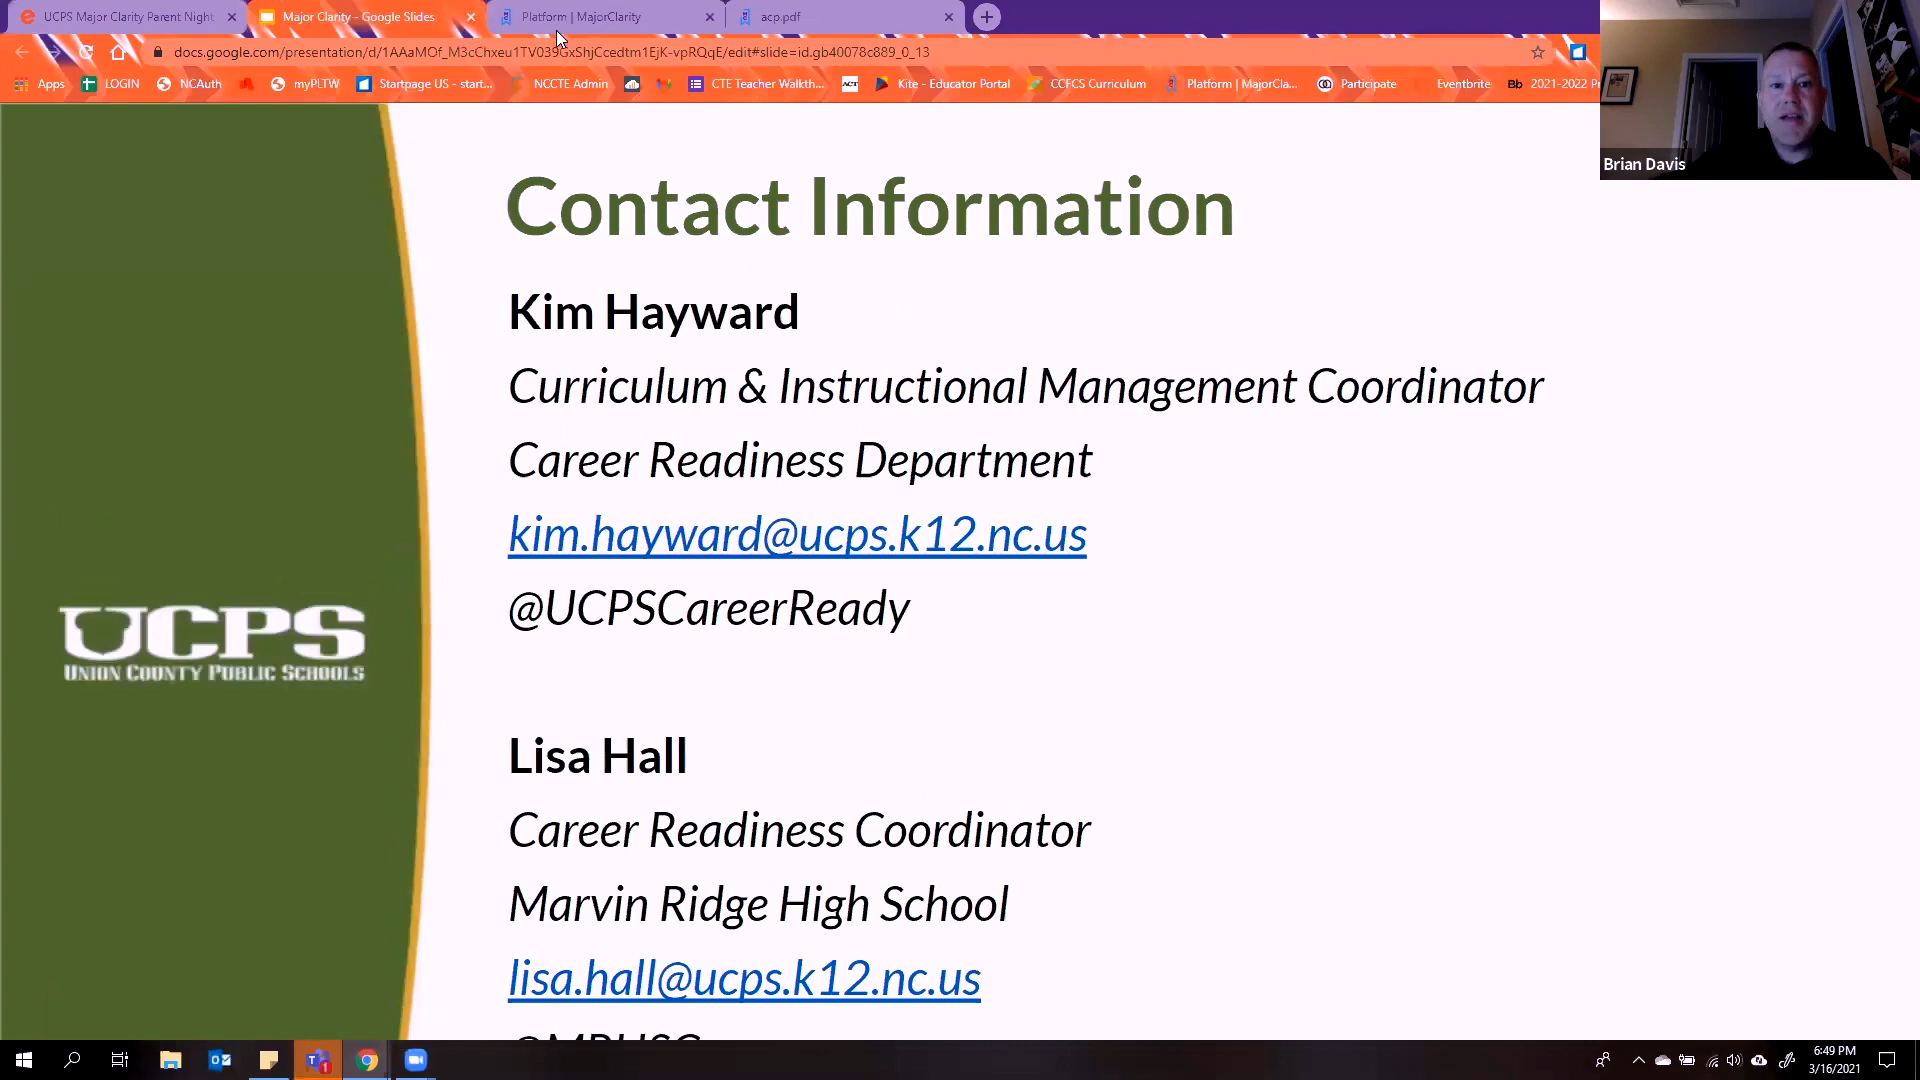 UCPS Major Clarity Parent Night
Major Clarity - Google Slides
Platform | MajorClarity
acp.pdf
docs.google.com/presentation/d/1AAaMOf_M3cChxeu1TV039GxShjCcedtm1EjK-vpRQqE/edit#slide=id.gb40078c889_0_13
Apps LOGIN NCAuth myPLTW Startpage US - start... NCCTE Admin CTE Teacher Walkth... ACT Kite - Educator Portal CCFCS Curriculum Platform | MajorCla... Participate Eventbrite Bb 2021-2022
Brian Davis
Contact Information
Kim Hayward
Curriculum & Instructional Management Coordinator
Career Readiness Department
kim.hayward@ucps.k12.nc.us
@UCPSCareerReady
UCPS
UNION COUNTY PUBLIC SCHOOLS
Lisa Hall
Career Readiness Coordinator
Marvin Ridge High School
lisa.hall@ucps.k12.nc.us
6:49 PM
3/16/2021